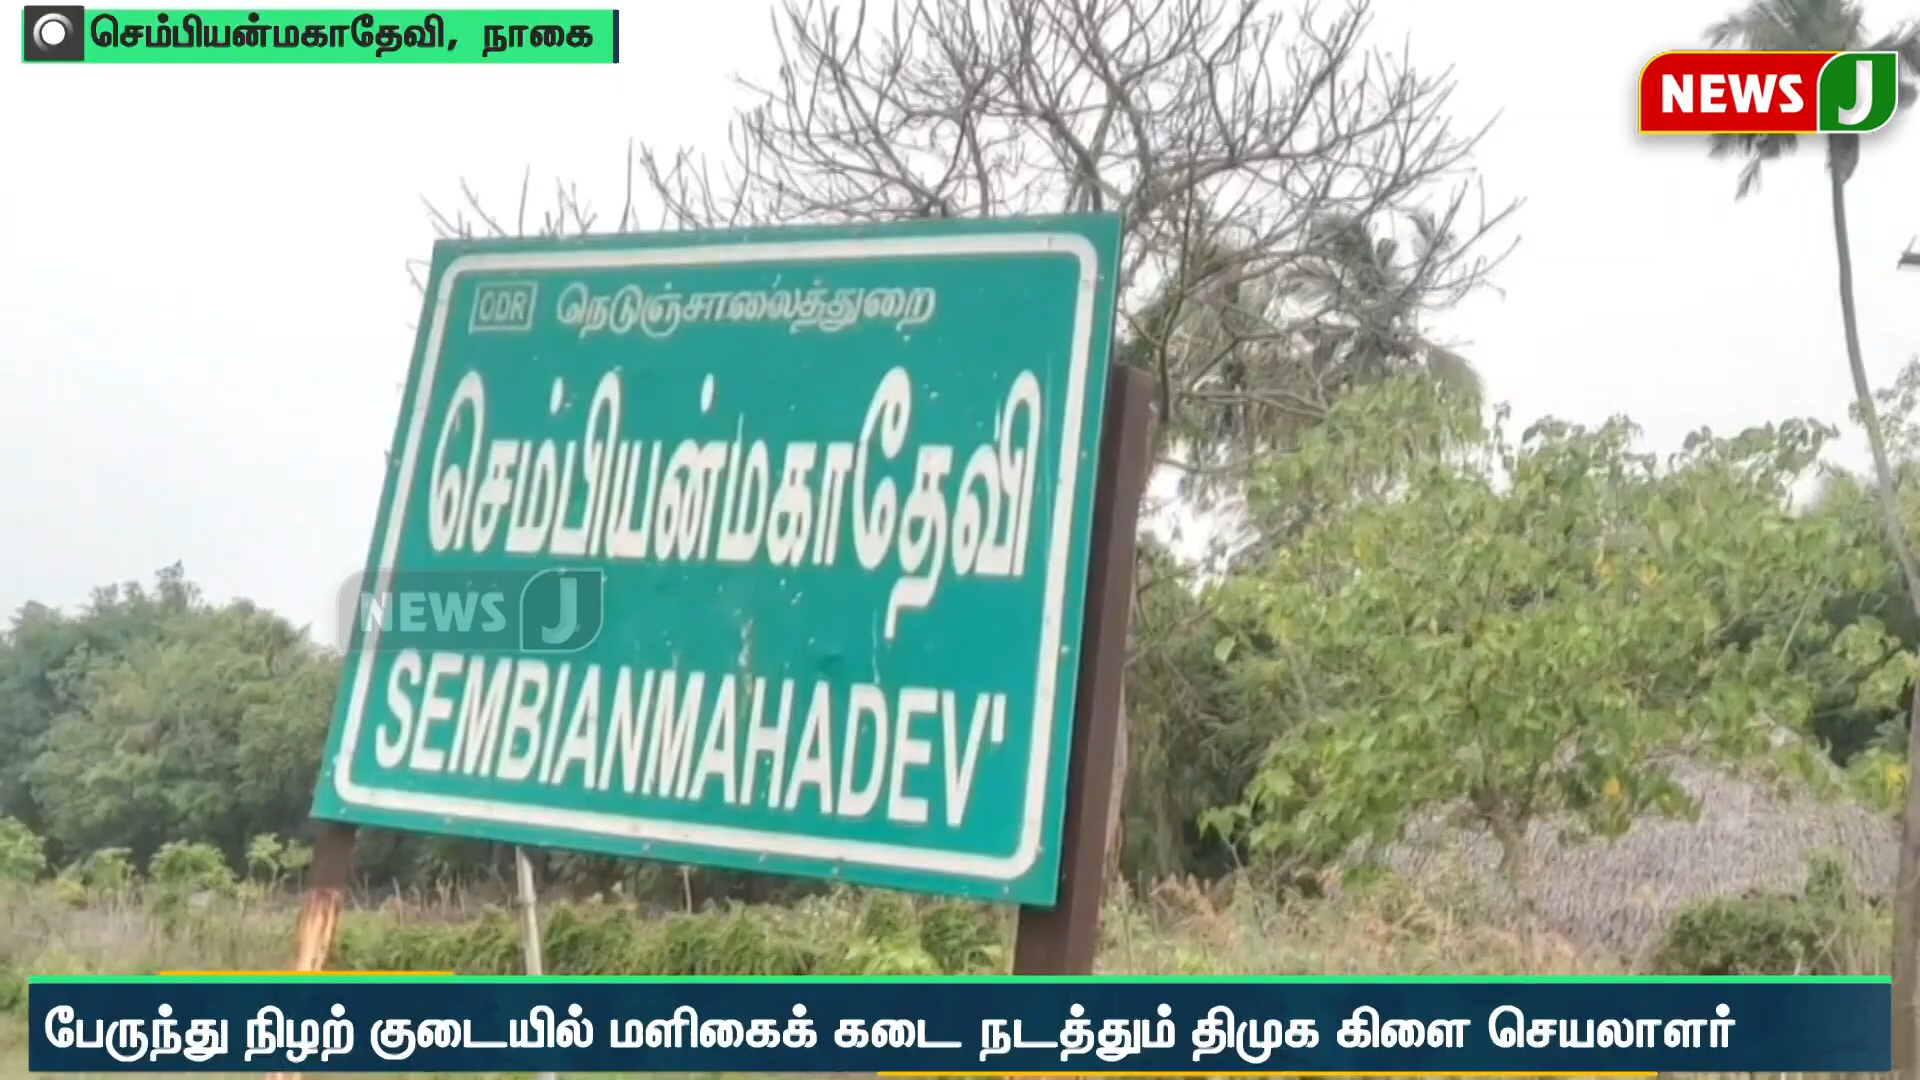 செம்பியன்மகாதேவி, நாகை
NEWS J
ODR நெடுஞ்சாலைத்துறை
செம்பியன்மகாதேவி
NEWS J
SEMBIANMAHADEV'
பேருந்து நிழற் குடையில் மளிகைக் கடை நடத்தும் திமுக கிளை செயலாளர்